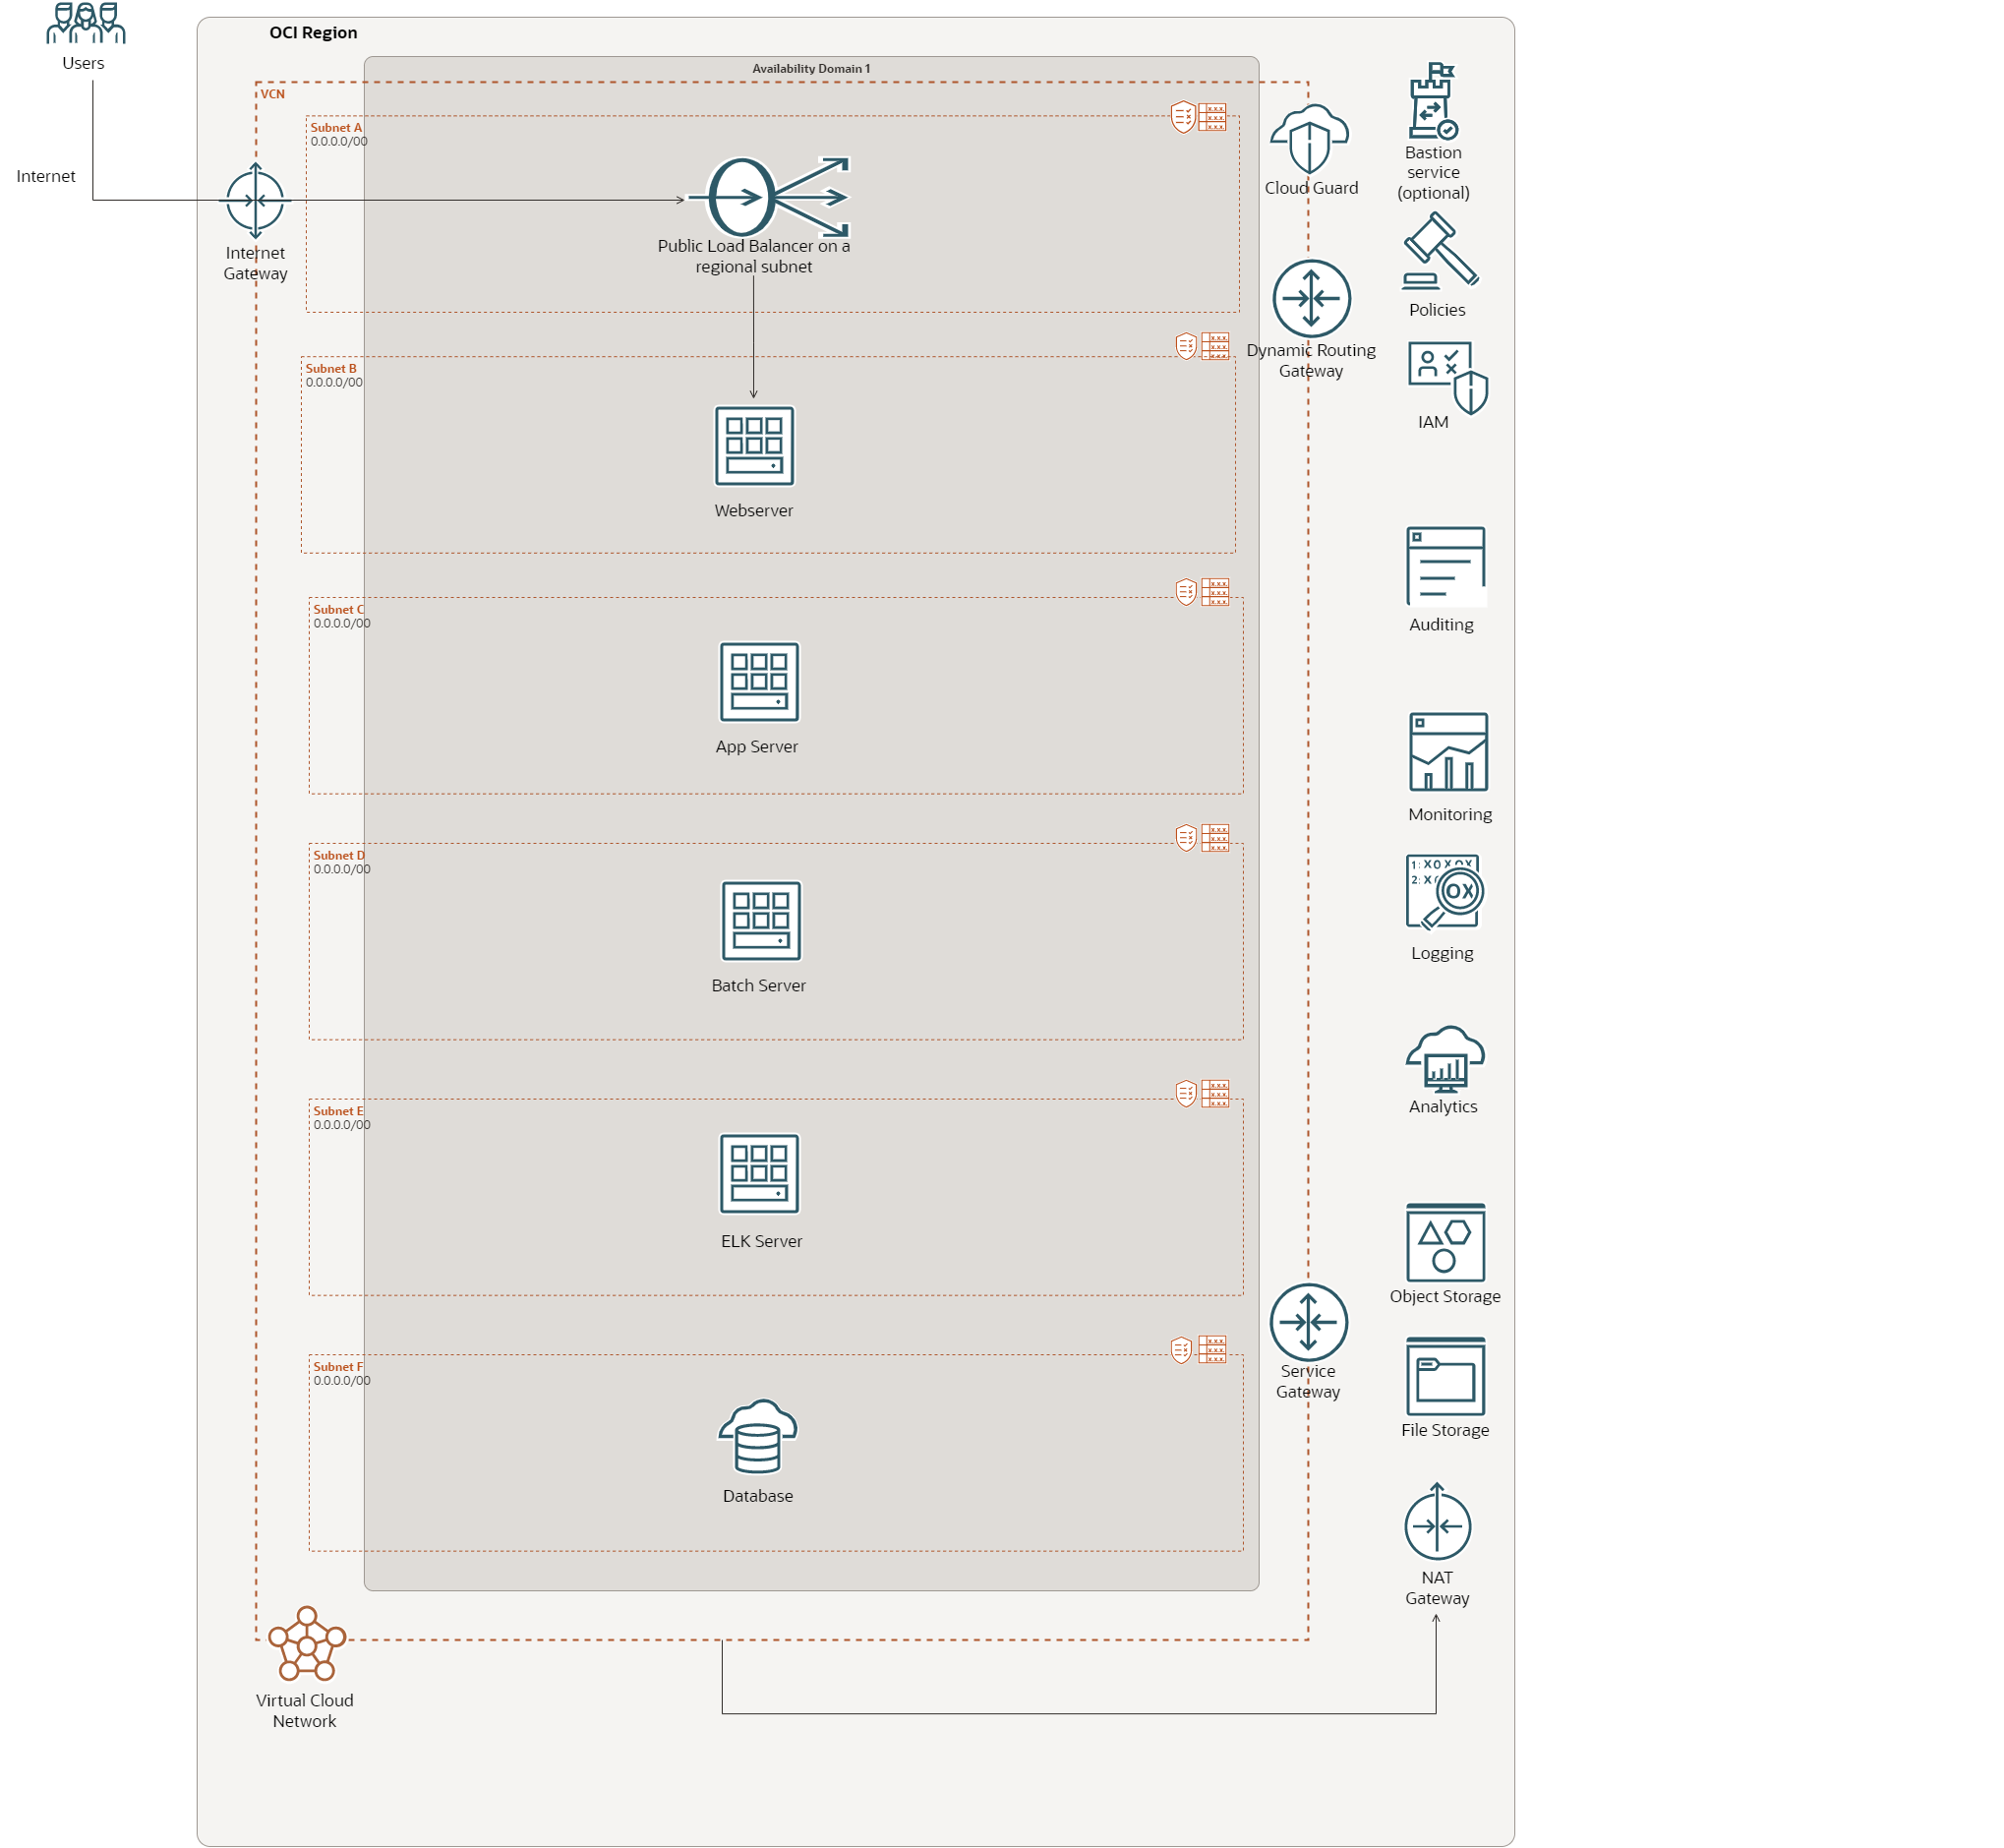 OCI Region
Users
Availability Domain 1
VCN
Subnet A
0.0.0.0/00
Internet
Internet
Gateway
Public Load Balancer on a
regional subnet
Cloud Guard
Bastion
service
(optional)
Policies
Dynamic Routing
Gateway
IAM
Subnet B
0.0.0.0/00
Webserver
Subnet C
0.0.0.0/00
App Server
Auditing
Monitoring
Subnet D
0.0.0.0/00
Batch Server
1: X O X O X
2: X
OX
Logging
Analytics
Subnet E
0.0.0.0/00
ELK Server
Object Storage
Service
Gateway
File Storage
Subnet F
0.0.0.0/00
Database
NAT
Gateway
Virtual Cloud
Network